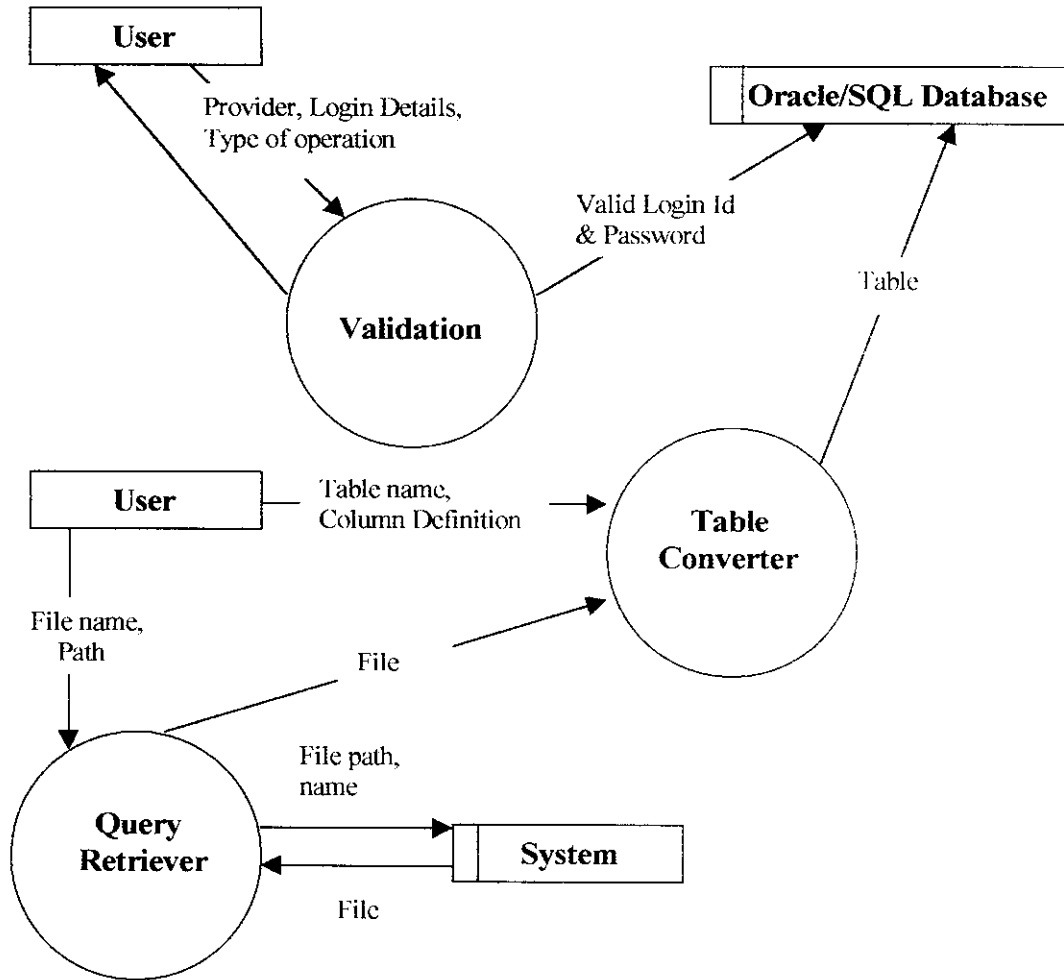 User
Oracle/SQL Database
Provider, Login Details,
Type of operation
Valid Login Id
& Password
Validation
Table
User
Table name,
Column Definition
Table
Converter
File name,
Path
File
File path,
name
Query
Retriever
System
File